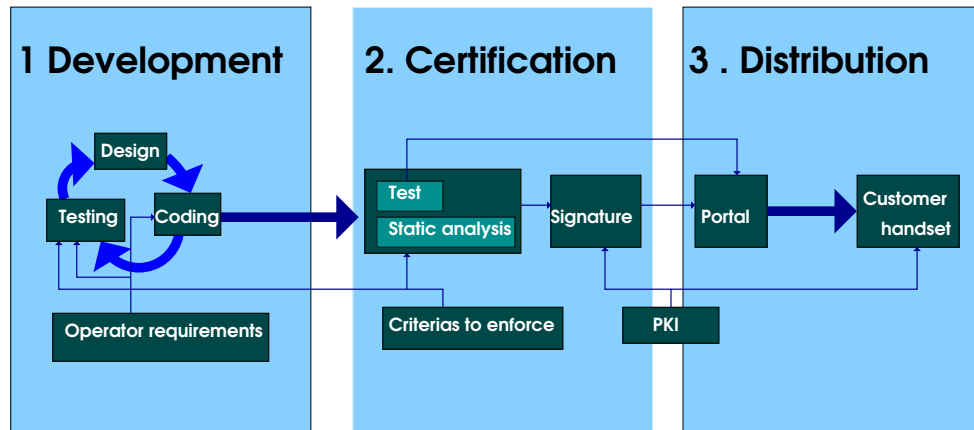 1 Development
2. Certification
3 . Distribution
Design
Testing
Coding
Test
Static analysis
Signature
Portal
Customer
handset
Operator requirements
Criterias to enforce
PKI